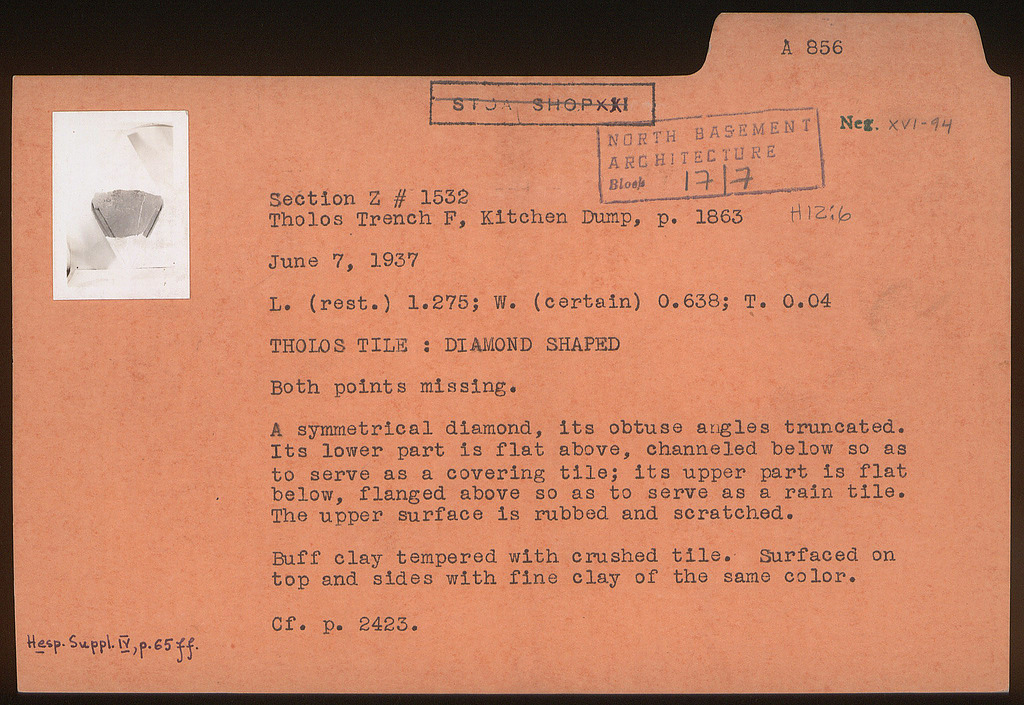 A 856
STOA SHOP XXI
NORTH BASEMENT
ARCHITECTURE
Block 17/7
Neg. XVI-94
Section Z # 1532
Tholos Trench F, Kitchen Dump, p. 1863
H12:6
June 7, 1937
L. (rest.) 1.275; W. (certain) 0.638; T. 0.04
THOLOS TILE : DIAMOND SHAPED
Both points missing.
A symmetrical diamond, its obtuse angles truncated.
Its lower part is flat above, channeled below so as
to serve as a covering tile; its upper part is flat
below, flanged above so as to serve as a rain tile.
The upper surface is rubbed and scratched.
Buff clay tempered with crushed tile. Surfaced on
top and sides with fine clay of the same color.
Cf. p. 2423.
Hesp. Suppl. IV, p. 65 ff.